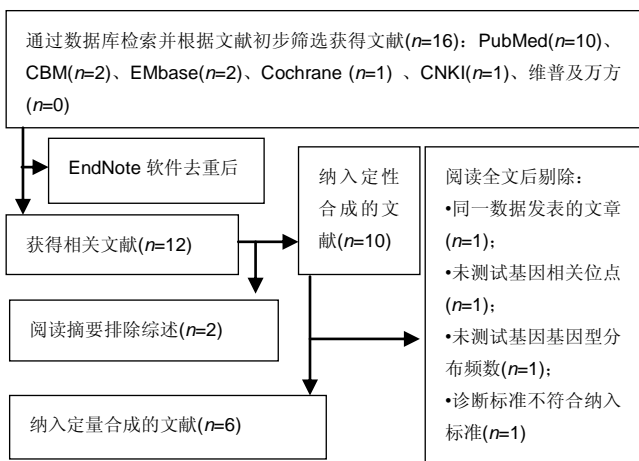 通过数据库检索并根据文献初步筛选获得文献(n=16)：PubMed(n=10)、
CBM(n=2)、EMbase(n=2)、Cochrane (n=1) 、CNKI(n=1)、维普及万方
(n=0)
EndNote 软件去重后
获得相关文献(n=12)
阅读摘要排除综述(n=2)
纳入定性
合成的文
献(n=10)
阅读全文后剔除：
•同一数据发表的文章
(n=1)；
•未测试基因相关位点
(n=1)；
•未测试基因基因型分
布频数(n=1)；
•诊断标准不符合纳入
标准(n=1)
纳入定量合成的文献(n=6)